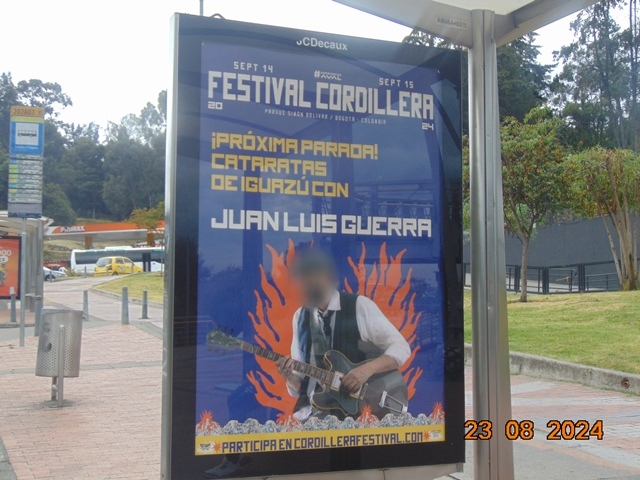 JCDecaux
SEPT 14
#AVAL
SEPT 15
FESTIVAL CORDILLERA
20
PARQUE SIMÓN BOLÍVAR / BOGOTÁ - COLOMBIA
24
¡PRÓXIMA PARADA!
CATARATAS
DE IGUAZÚ CON
JUAN LUIS GUERRA
PARTICIPA EN CORDILLERAFESTIVAL.COM
23 08 2024